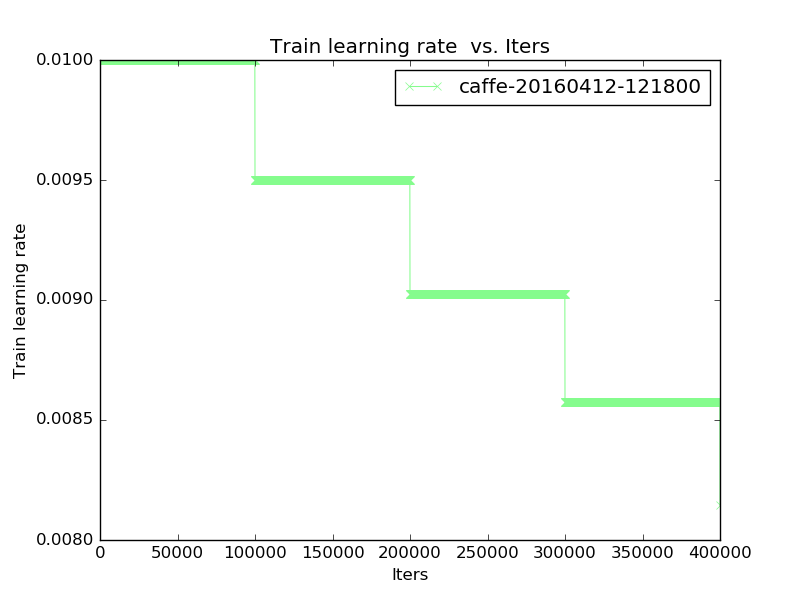 Train learning rate  vs. Iters
caffe-20160412-121800
Train learning rate
0.0100
0.0095
0.0090
0.0085
0.0080
0 50000 100000 150000 200000 250000 300000 350000 400000
Iters